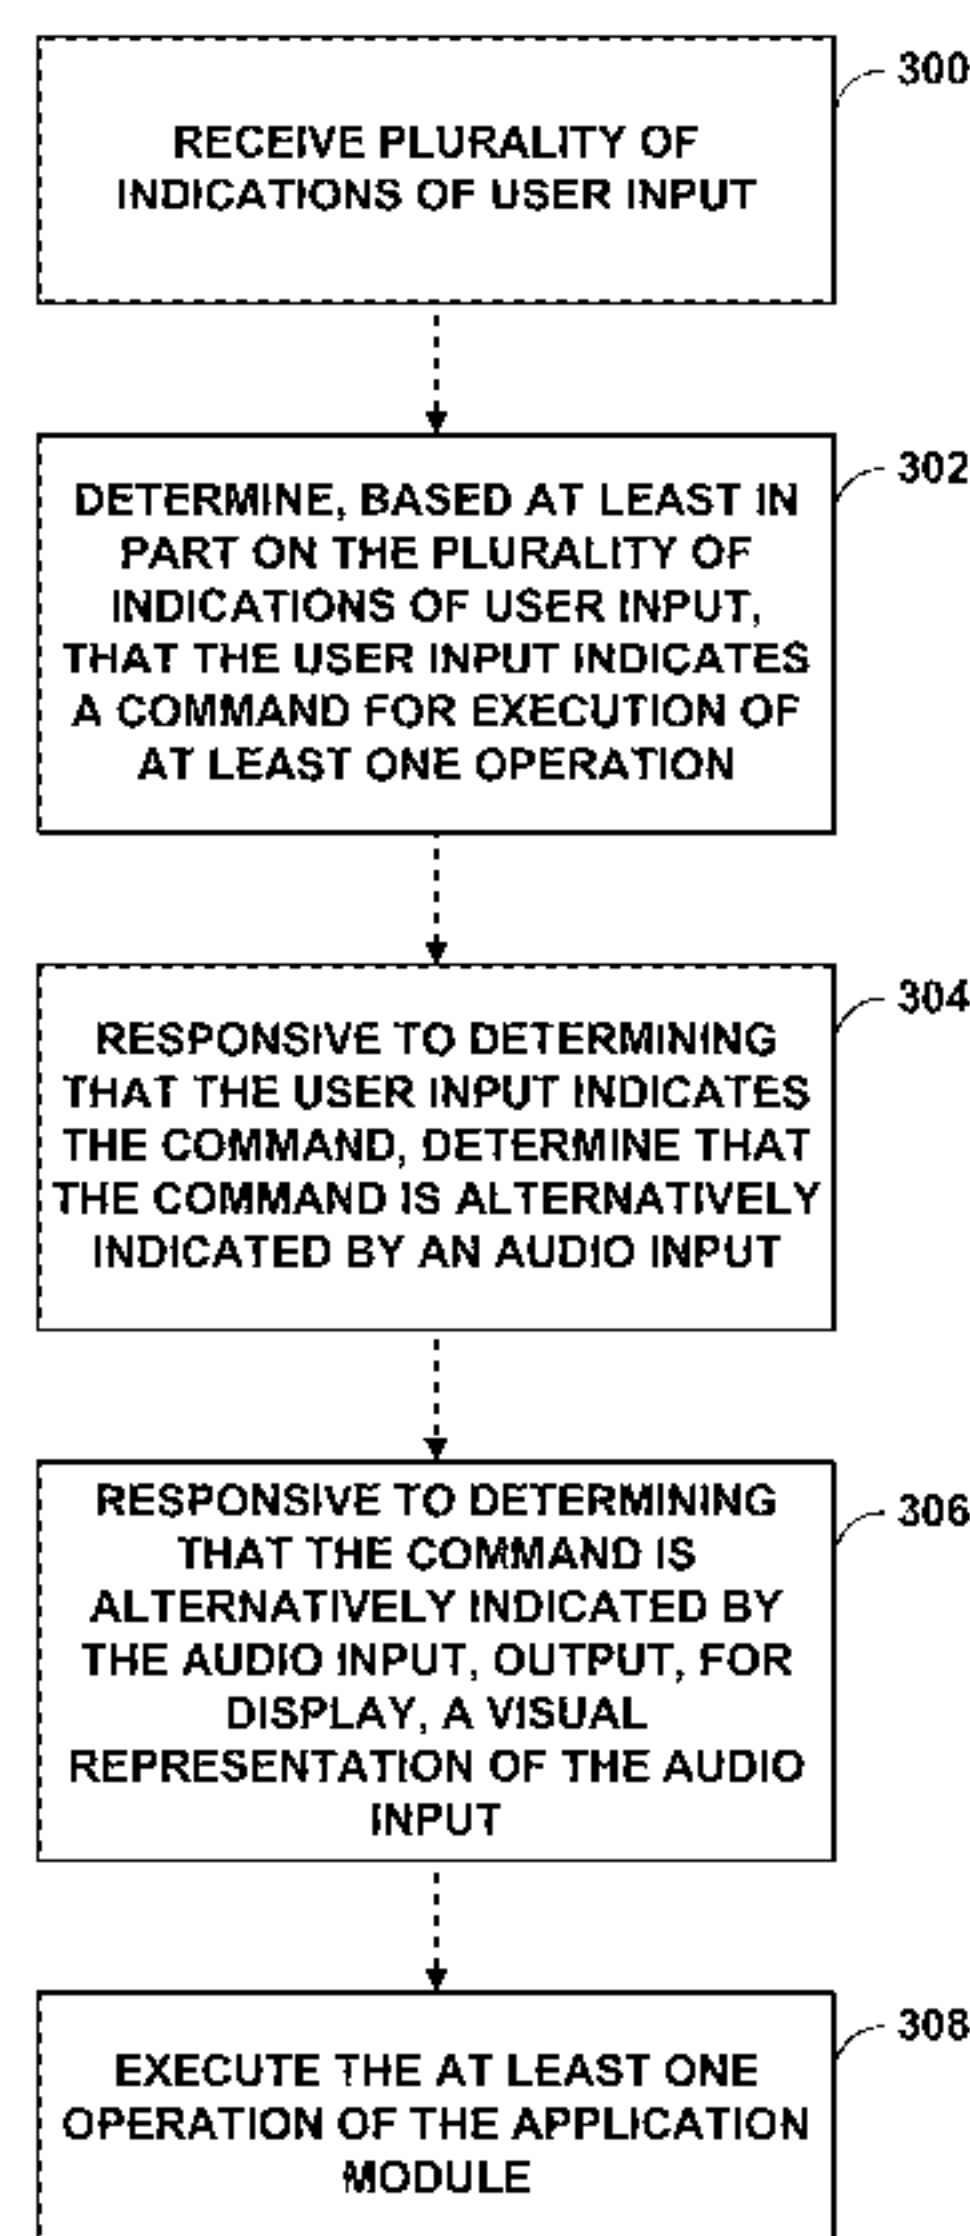 300
RECEIVE PLURALITY OF
INDICATIONS OF USER INPUT
302
DETERMINE, BASED AT LEAST IN
PART ON THE PLURALITY OF
INDICATIONS OF USER INPUT,
THAT THE USER INPUT INDICATES
A COMMAND FOR EXECUTION OF
AT LEAST ONE OPERATION
304
RESPONSIVE TO DETERMINING
THAT THE USER INPUT INDICATES
THE COMMAND, DETERMINE THAT
THE COMMAND IS ALTERNATIVELY
INDICATED BY AN AUDIO INPUT
306
RESPONSIVE TO DETERMINING
THAT THE COMMAND IS
ALTERNATIVELY INDICATED BY
THE AUDIO INPUT, OUTPUT, FOR
DISPLAY, A VISUAL
REPRESENTATION OF THE AUDIO
INPUT
308
EXECUTE THE AT LEAST ONE
OPERATION OF THE APPLICATION
MODULE